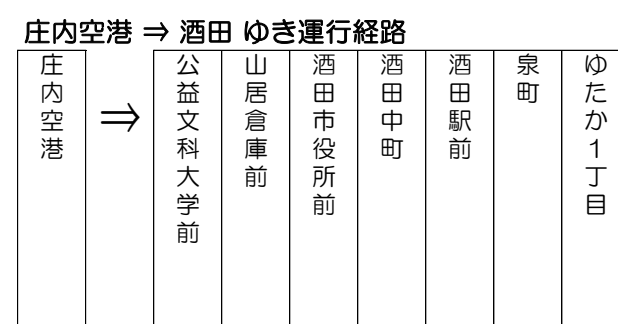 庄内空港 ⇒ 酒田 ゆき運行経路
庄内空港
⇒
公益文科大学前
山居倉庫前
酒田市役所前
酒田中町
酒田駅前
泉町
ゆたか１丁目